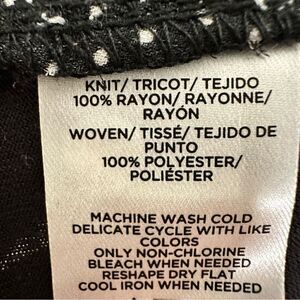 KNIT/ TRICOT/ TEJIDO
100% RAYON/ RAYONNE/
RAYÓN
WOVEN/ TISSÉ/ TEJIDO DE
PUNTO
100% POLYESTER/
POLIÉSTER
MACHINE WASH COLD
DELICATE CYCLE WITH LIKE
COLORS
ONLY NON-CHLORINE
BLEACH WHEN NEEDED
RESHAPE DRY FLAT
COOL IRON WHEN NEEDED